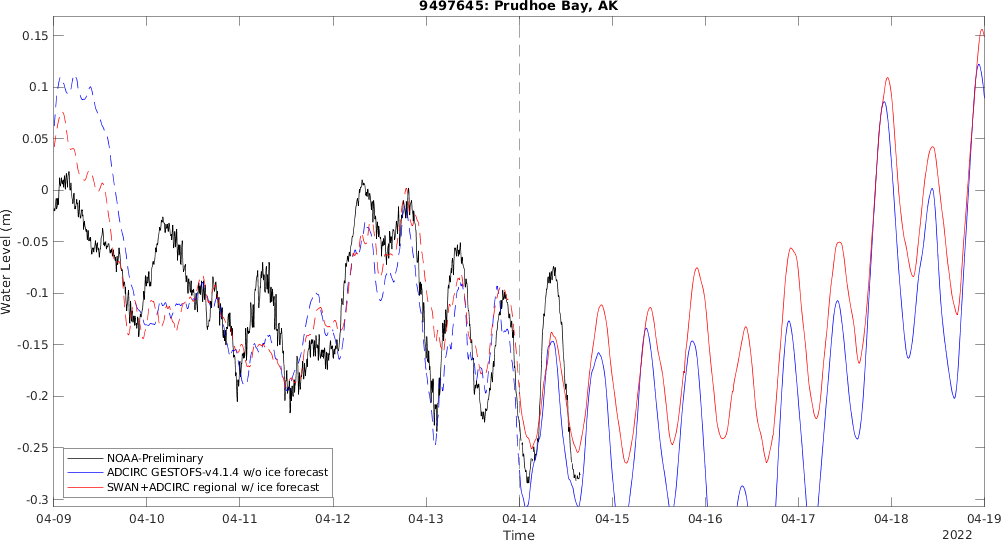 9497645: Prudhoe Bay, AK
0.15
0.1
0.05
0
-0.05
-0.1
-0.15
-0.2
-0.25
-0.3
Water Level (m)
NOAA-Preliminary
ADCIRC GESTOFS-v4.1.4 w/o ice forecast
SWAN+ADCIRC regional w/ ice forecast
04-09 04-10 04-11 04-12 04-13 04-14 04-15 04-16 04-17 04-18 04-19
Time
2022